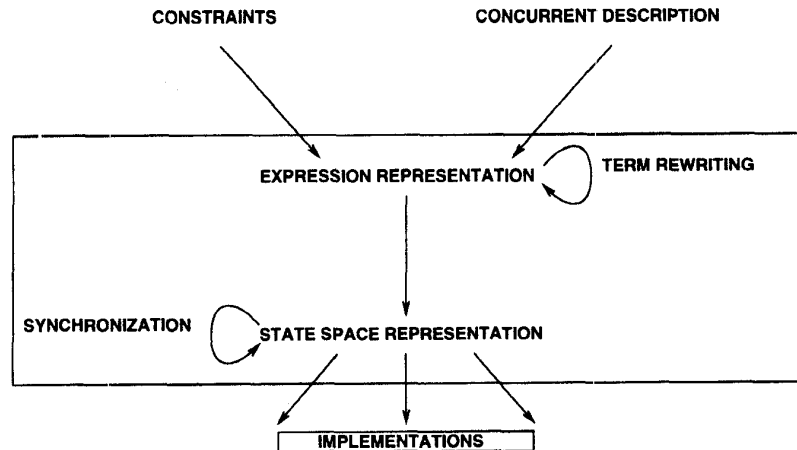 CONSTRAINTS
CONCURRENT DESCRIPTION
EXPRESSION REPRESENTATION
TERM REWRITING
SYNCHRONIZATION
STATE SPACE REPRESENTATION
IMPLEMENTATIONS